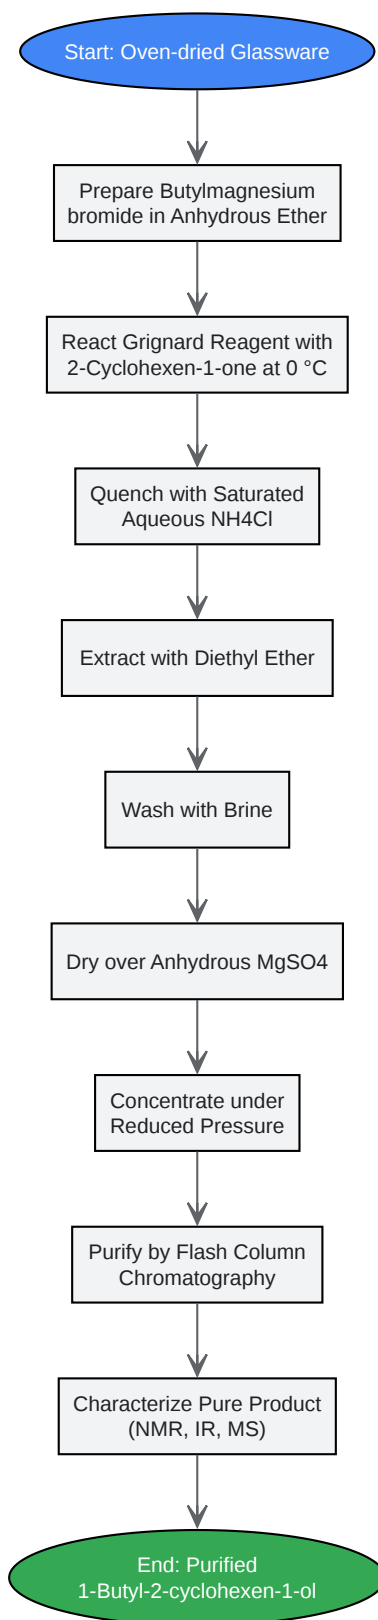 Start: Oven-dried Glassware
Prepare Butylmagnesium
bromide in Anhydrous Ether
React Grignard Reagent with
2-Cyclohexen-1-one at 0 °C
Quench with Saturated
Aqueous NH4Cl
Extract with Diethyl Ether
Wash with Brine
Dry over Anhydrous MgSO4
Concentrate under
Reduced Pressure
Purify by Flash Column
Chromatography
Characterize Pure Product
(NMR, IR, MS)
End: Purified
1-Butyl-2-cyclohexen-1-ol